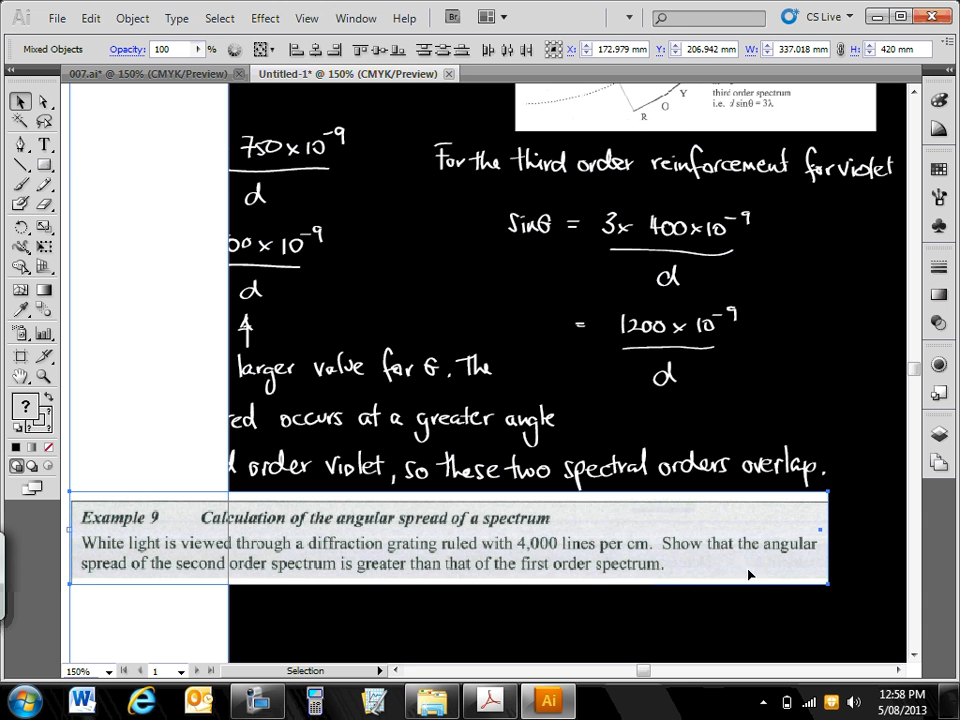 Ai File Edit Object Type Select Effect View Window Help Br CS Live
Mixed Objects Opacity: 100 % X: 172.979 mm Y: 206.942 mm W: 337.018 mm H: 420 mm
007.ai* @ 150% (CMYK/Preview) Untitled-1* @ 150% (CMYK/Preview)
Y
O
R
third order spectrum
i.e. d sinθ = 3λ
750 x 10⁻⁹
d
00 x 10⁻⁹
d
larger value for θ. The
ed occurs at a greater angle
d order violet, so these two spectral orders overlap.
For the third order reinforcement for violet
sinθ = 3x 400x10⁻⁹
d
= 1200 x 10⁻⁹
d
Example 9 Calculation of the angular spread of a spectrum
White light is viewed through a diffraction grating ruled with 4,000 lines per cm. Show that the angular
spread of the second order spectrum is greater than that of the first order spectrum.
150% 1 Selection
12:58 PM
5/08/2013